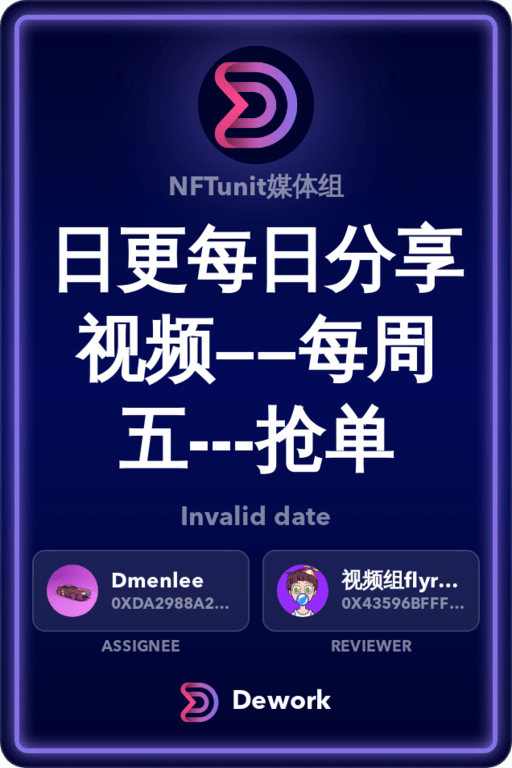 NFTunit媒体组
日更每日分享
视频——每周
五---抢单
Invalid date
Dmenlee
0XDA2988A2...
ASSIGNEE
视频组flyr...
0X43596BFFF...
REVIEWER
Dework